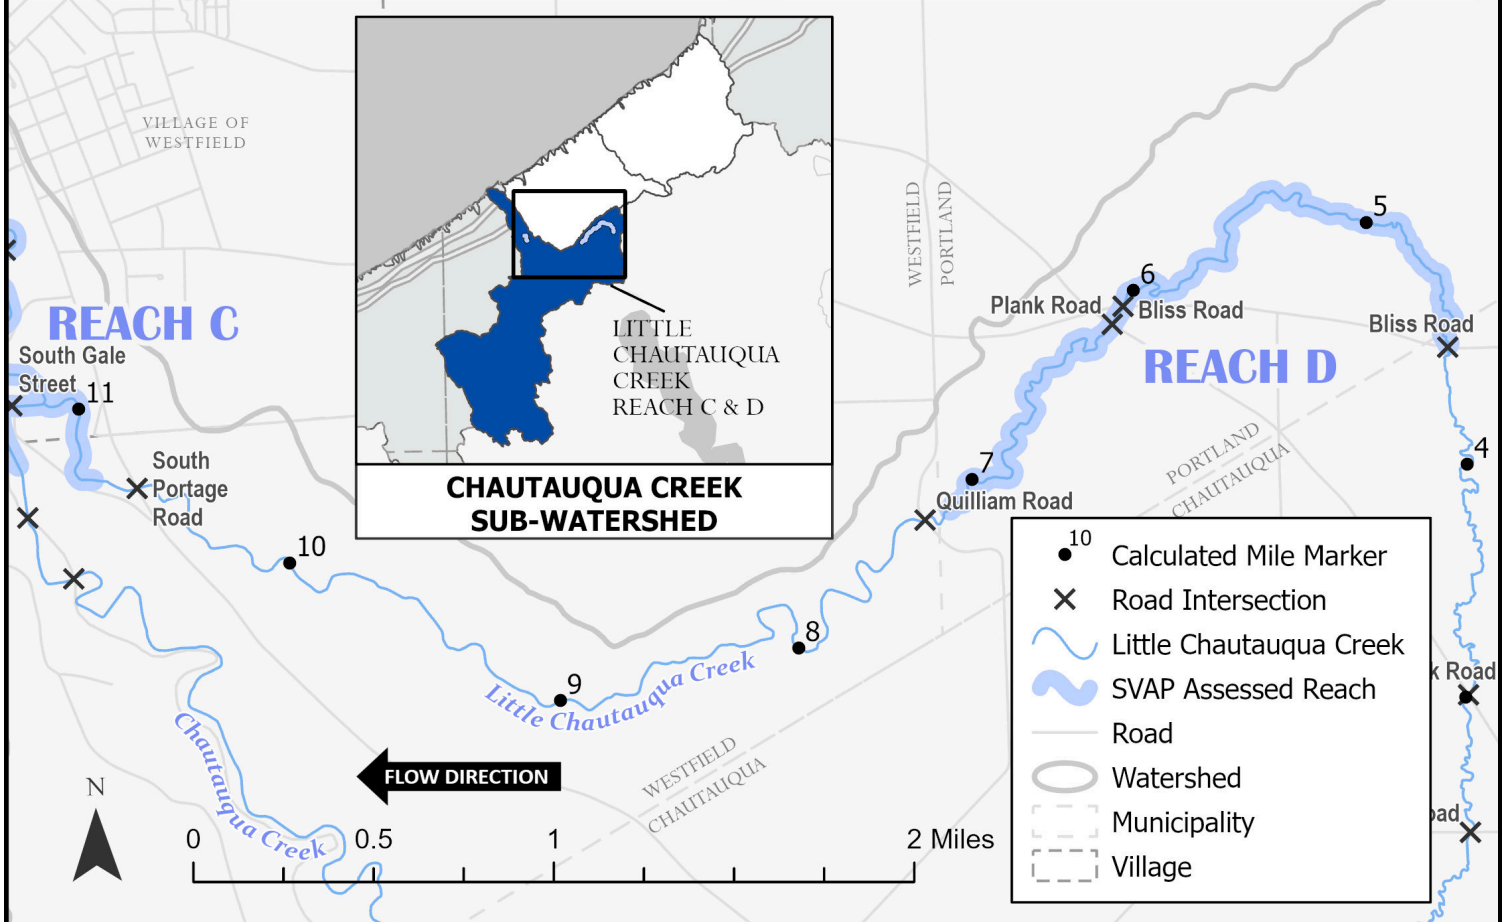 VILLAGE OF
WESTFIELD
REACH C
South Gale
Street
11
South
Portage
Road
10
9
8
7
6
5
4
LITTLE
CHAUTAUQUA
CREEK
REACH C & D
CHAUTAUQUA CREEK
SUB-WATERSHED
WESTFIELD
PORTLAND
Plank Road
Bliss Road
Bliss Road
REACH D
PORTLAND
CHAUTAUQUA
Quilliam Road
Little Chautauqua Creek
Chautauqua Creek
WESTFIELD
CHAUTAUQUA
FLOW DIRECTION
N
0
0.5
1
2 Miles
10
Calculated Mile Marker
Road Intersection
Little Chautauqua Creek
SVAP Assessed Reach
Road
Watershed
Municipality
Village
k Road
oad